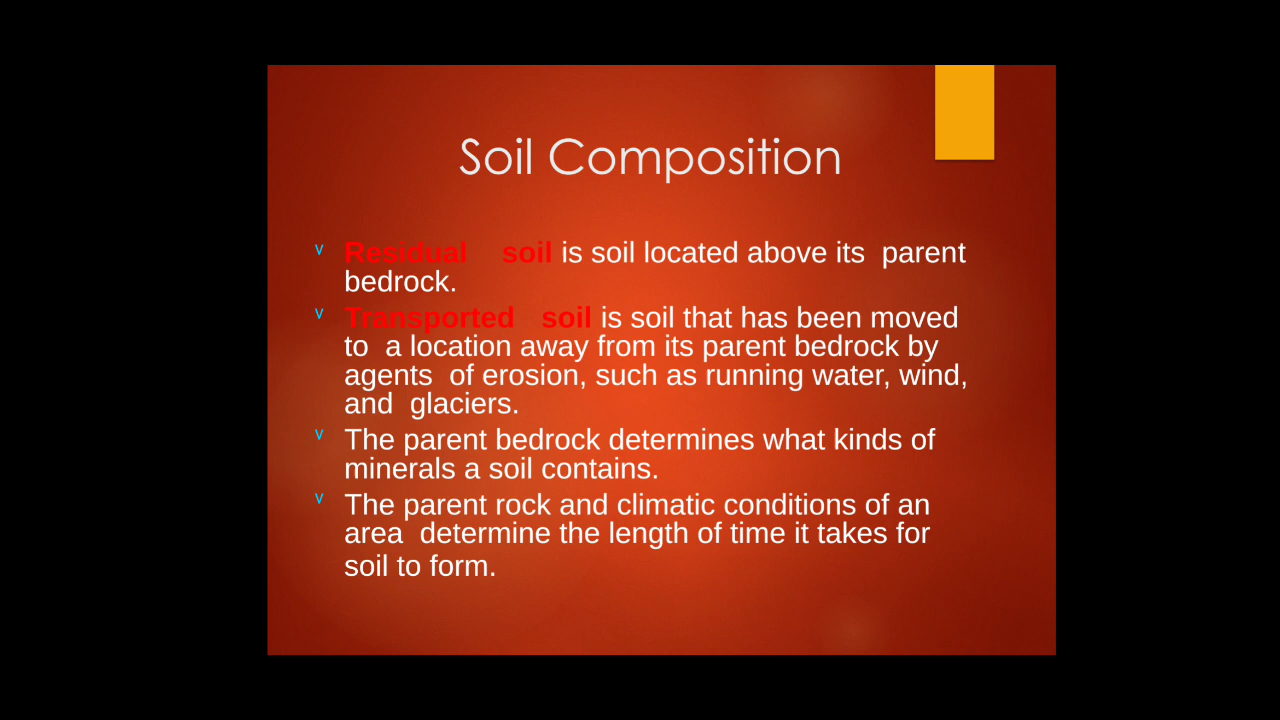 Soil Composition
v Residual soil is soil located above its parent
bedrock.
v Transported soil is soil that has been moved
to a location away from its parent bedrock by
agents of erosion, such as running water, wind,
and glaciers.
v The parent bedrock determines what kinds of
minerals a soil contains.
v The parent rock and climatic conditions of an
area determine the length of time it takes for
soil to form.